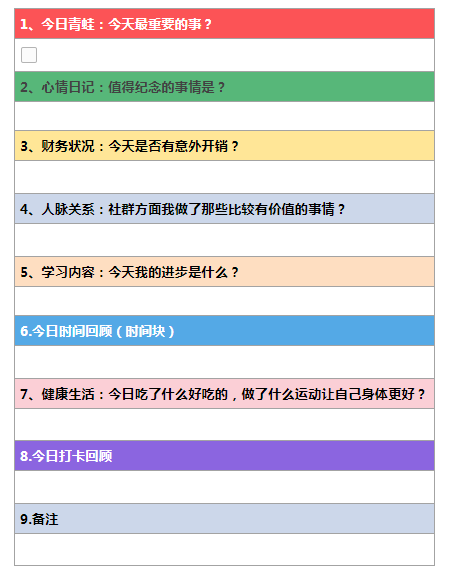 1、今日青蛙：今天最重要的事？
2、心情日记：值得纪念的事情是？
3、财务状况：今天是否有意外开销？
4、人脉关系：社群方面我做了那些比较有价值的事情？
5、学习内容：今天我的进步是什么？
6.今日时间回顾（时间块）
7、健康生活：今日吃了什么好吃的，做了什么运动让自己身体更好？
8.今日打卡回顾
9.备注